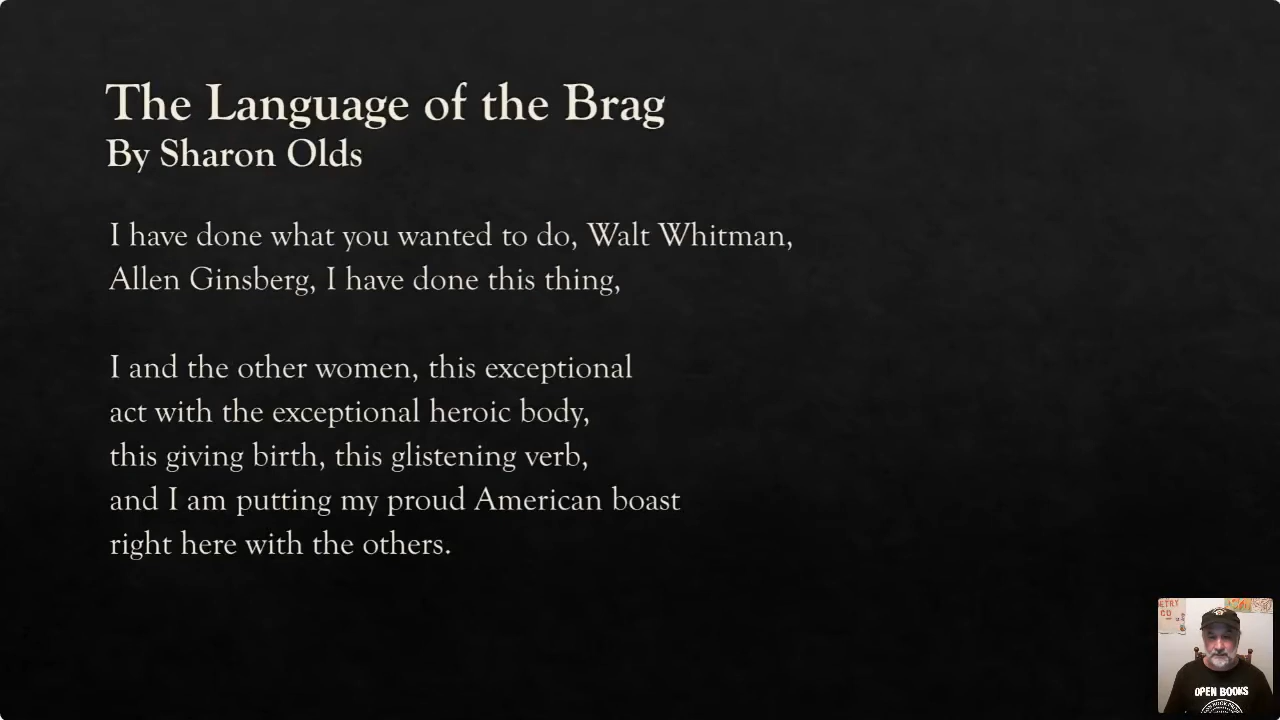 The Language of the Brag
By Sharon Olds
I have done what you wanted to do, Walt Whitman,
Allen Ginsberg, I have done this thing,
I and the other women, this exceptional
act with the exceptional heroic body,
this giving birth, this glistening verb,
and I am putting my proud American boast
right here with the others.
OPEN BOOKS